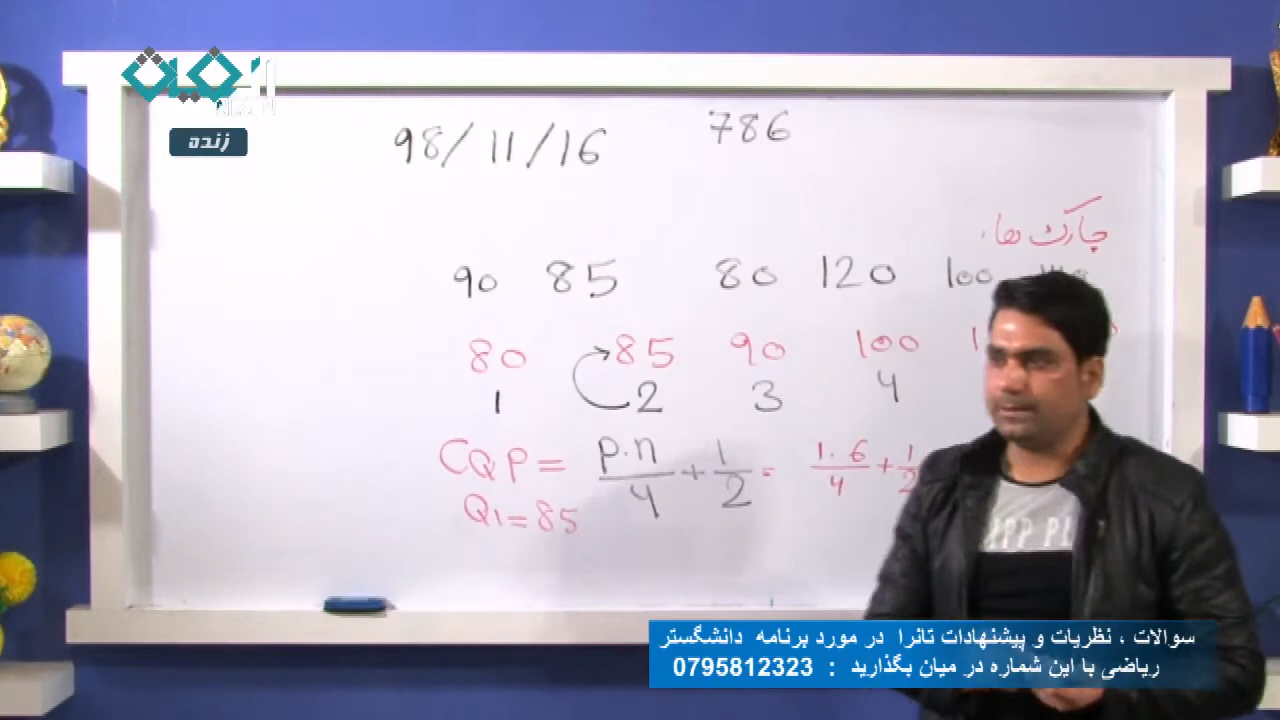 زنده
98/11/16 786
چارک ها.
90 85 80 120 100
80 85 90 100
1 2 3 4
CQP = p.n/4 + 1/2 = 1.6/4 + 1/2
Q1 = 85
سوالات ، نظریات و پیشنهادات تانرا در مورد برنامه دانشگستر
ریاضی با این شماره در میان بگذارید : 0795812323